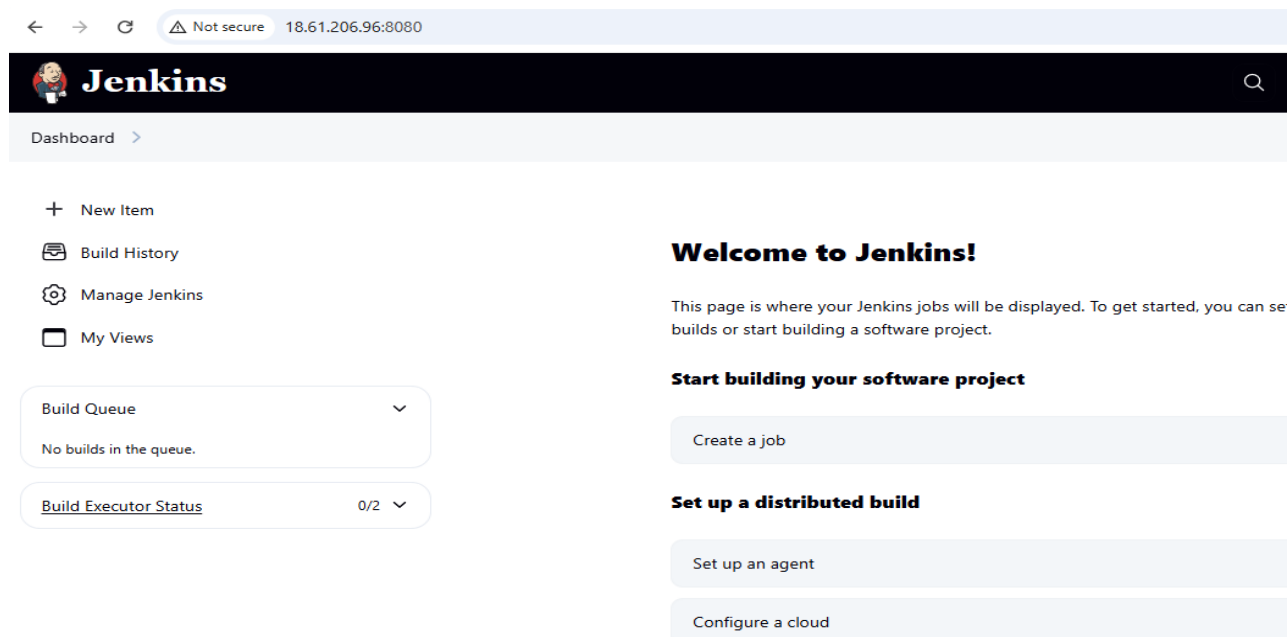 Not secure 18.61.206.96:8080
Jenkins
Dashboard
New Item
Build History
Manage Jenkins
My Views
Build Queue
No builds in the queue.
Build Executor Status 0/2
Welcome to Jenkins!
This page is where your Jenkins jobs will be displayed. To get started, you can set
builds or start building a software project.
Start building your software project
Create a job
Set up a distributed build
Set up an agent
Configure a cloud